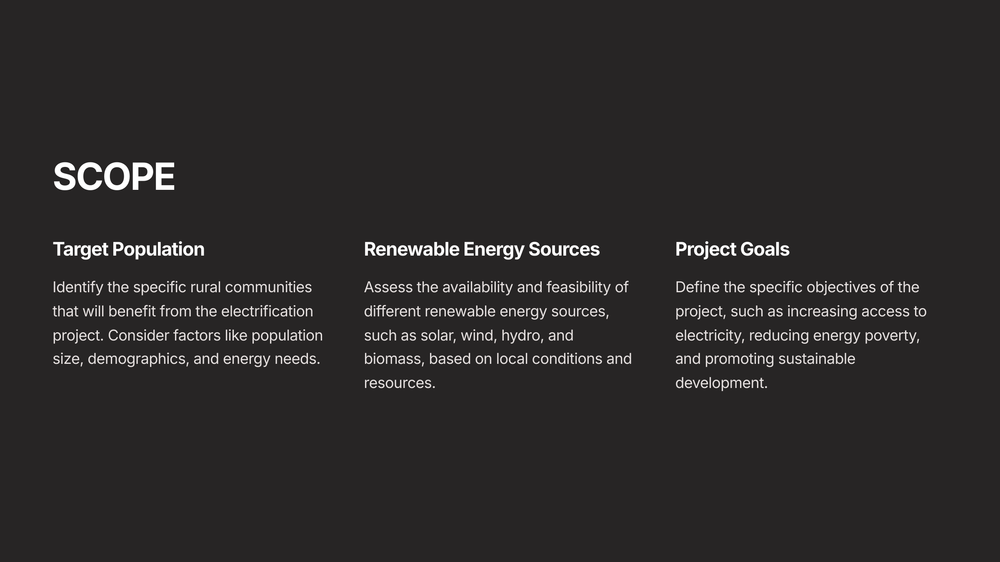 SCOPE
Target Population
Identify the specific rural communities
that will benefit from the electrification
project. Consider factors like population
size, demographics, and energy needs.
Renewable Energy Sources
Assess the availability and feasibility of
different renewable energy sources,
such as solar, wind, hydro, and
biomass, based on local conditions and
resources.
Project Goals
Define the specific objectives of the
project, such as increasing access to
electricity, reducing energy poverty,
and promoting sustainable
development.